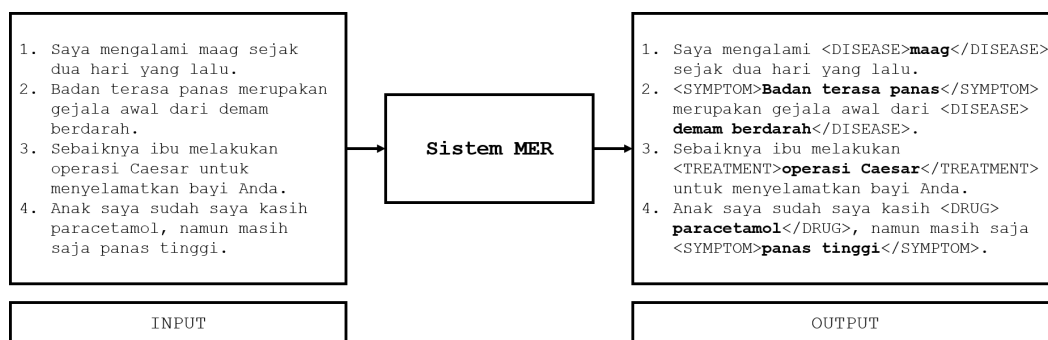 1. Saya mengalami maag sejak
dua hari yang lalu.
2. Badan terasa panas merupakan
gejala awal dari demam
berdarah.
3. Sebaiknya ibu melakukan
operasi Caesar untuk
menyelamatkan bayi Anda.
4. Anak saya sudah saya kasih
paracetamol, namun masih
saja panas tinggi.
INPUT
Sistem MER
1. Saya mengalami <DISEASE>maag</DISEASE>
sejak dua hari yang lalu.
2. <SYMPTOM>Badan terasa panas</SYMPTOM>
merupakan gejala awal dari <DISEASE>
demam berdarah</DISEASE>.
3. Sebaiknya ibu melakukan
<TREATMENT>operasi Caesar</TREATMENT>
untuk menyelamatkan bayi Anda.
4. Anak saya sudah saya kasih <DRUG>
paracetamol</DRUG>, namun masih saja
<SYMPTOM>panas tinggi</SYMPTOM>.
OUTPUT